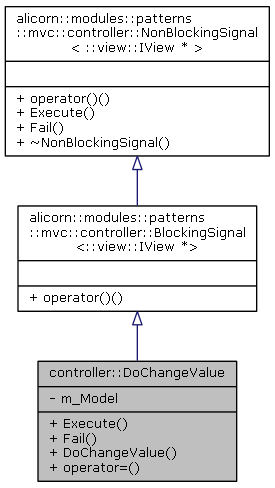 alicorn::modules::patterns
::mvc::controller::NonBlockingSignal
< ::view::IView * >
+ operator()()
+ Execute()
+ Fail()
+ ~NonBlockingSignal()
alicorn::modules::patterns
::mvc::controller::BlockingSignal
<::view::IView *>
+ operator()()
controller::DoChangeValue
- m_Model
+ Execute()
+ Fail()
+ DoChangeValue()
+ operator=()